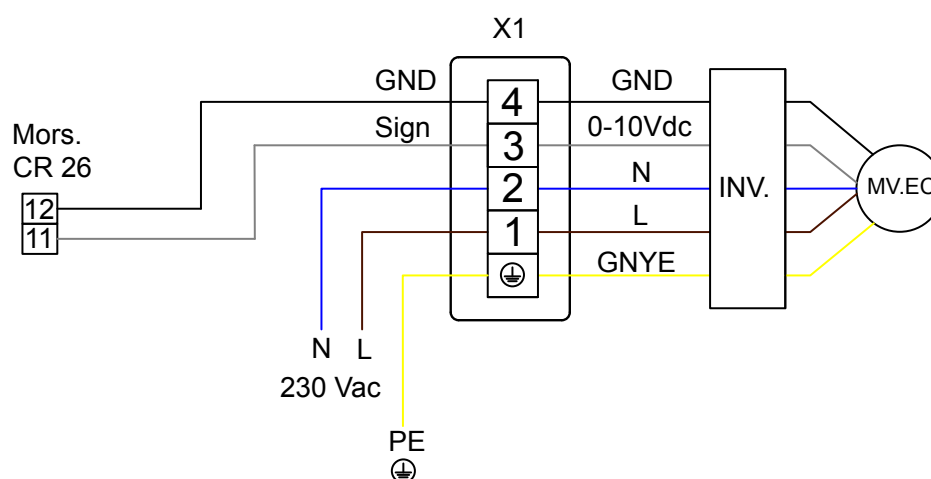 X1
GND
GND
4
Sign
0-10Vdc
3
Mors.
CR 26
N
2
INV.
MV.EC
12
11
L
1
GNYE
N
L
230 Vac
PE